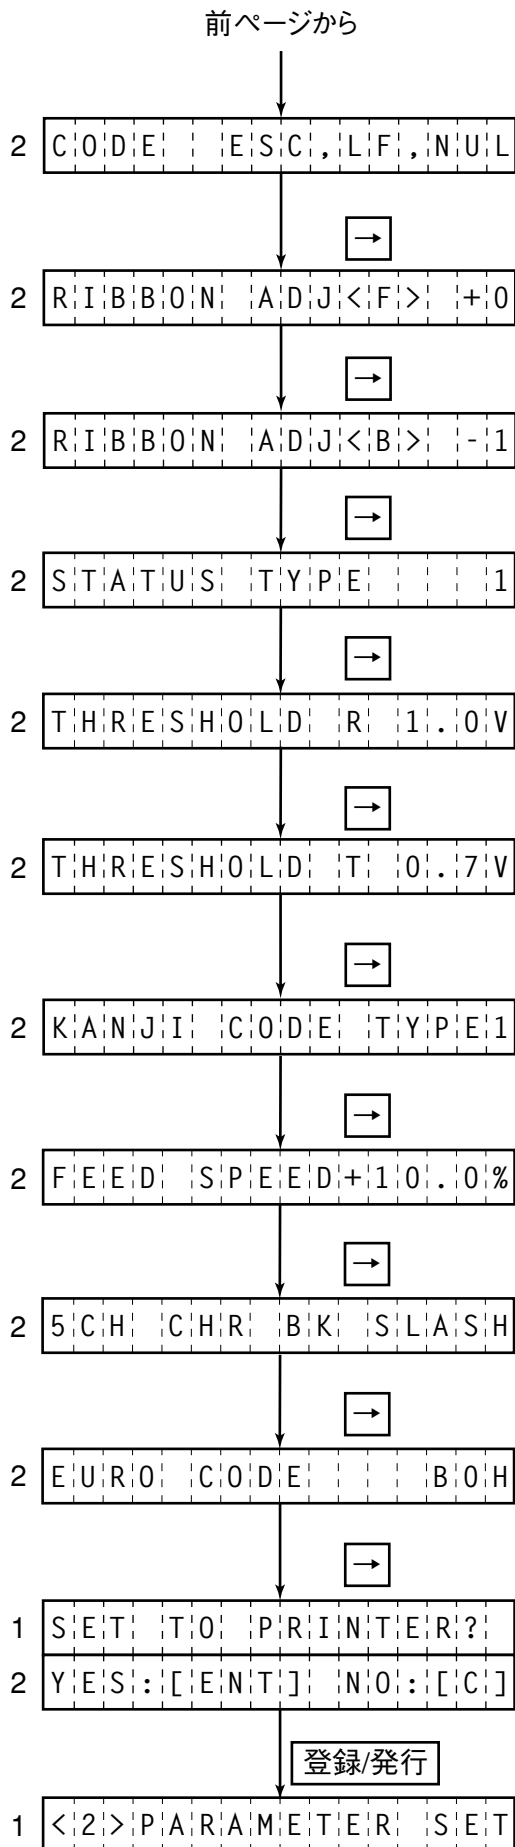 前ページから
2 CODE  ESC,LF,NUL
→
2 RIBBON ADJ<F> +0
→
2 RIBBON ADJ<B> -1
→
2 STATUS TYPE    1
→
2 THRESHOLD R 1.0V
→
2 THRESHOLD T 0.7V
→
2 KANJI CODE TYPE1
→
2 FEED SPEED+10.0%
→
2 5CH CHR BK SLASH
→
2 EURO CODE   B0H
→
1 SET TO PRINTER?
2 YES:[ENT] NO:[C]
登録/発行
1 <2>PARAMETER SET